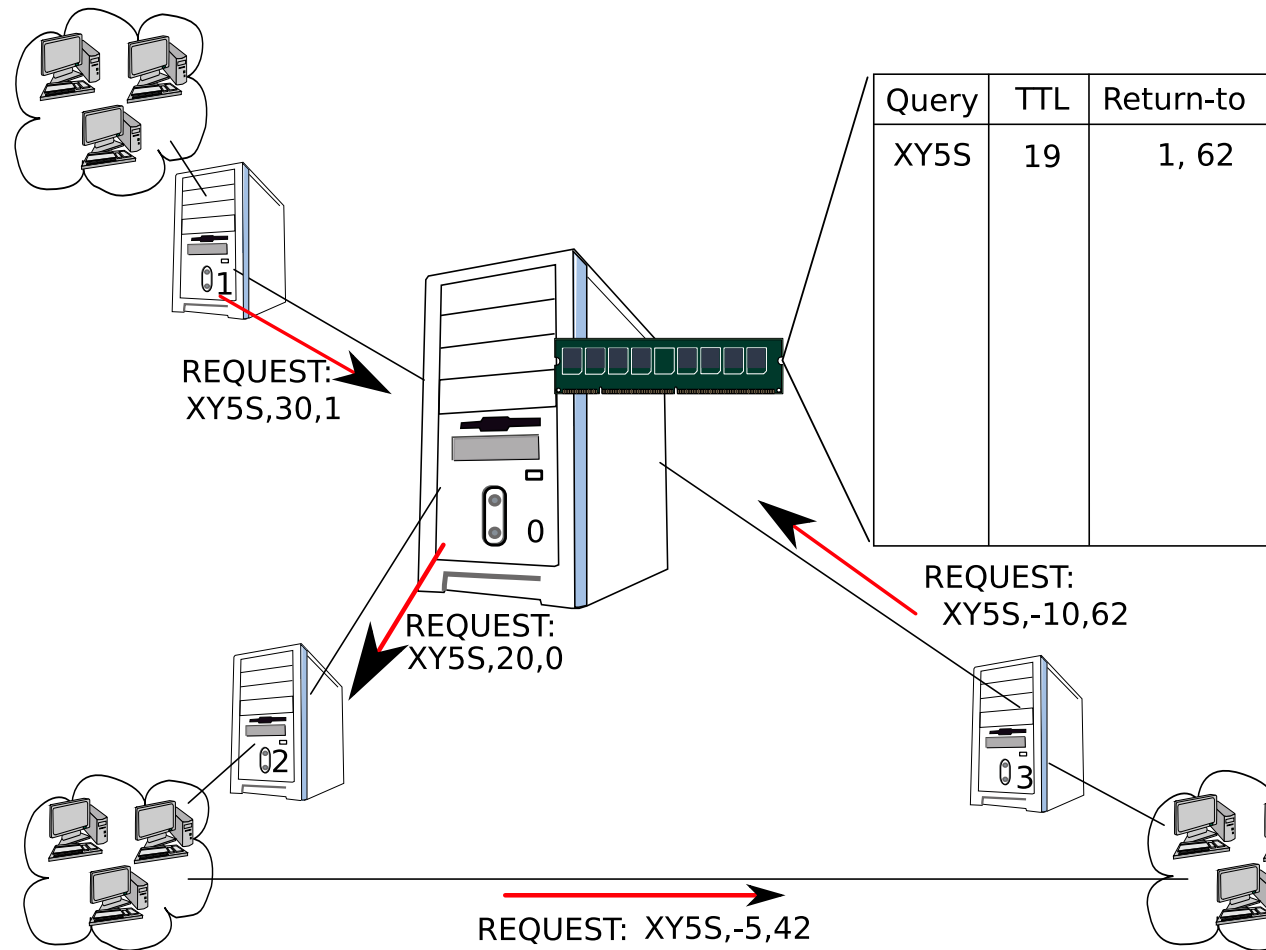 Query TTL Return-to
XY5S 19 1, 62
1
REQUEST:
XY5S,30,1
0
REQUEST:
XY5S,20,0
REQUEST:
XY5S,-10,62
2
3
REQUEST: XY5S,-5,42